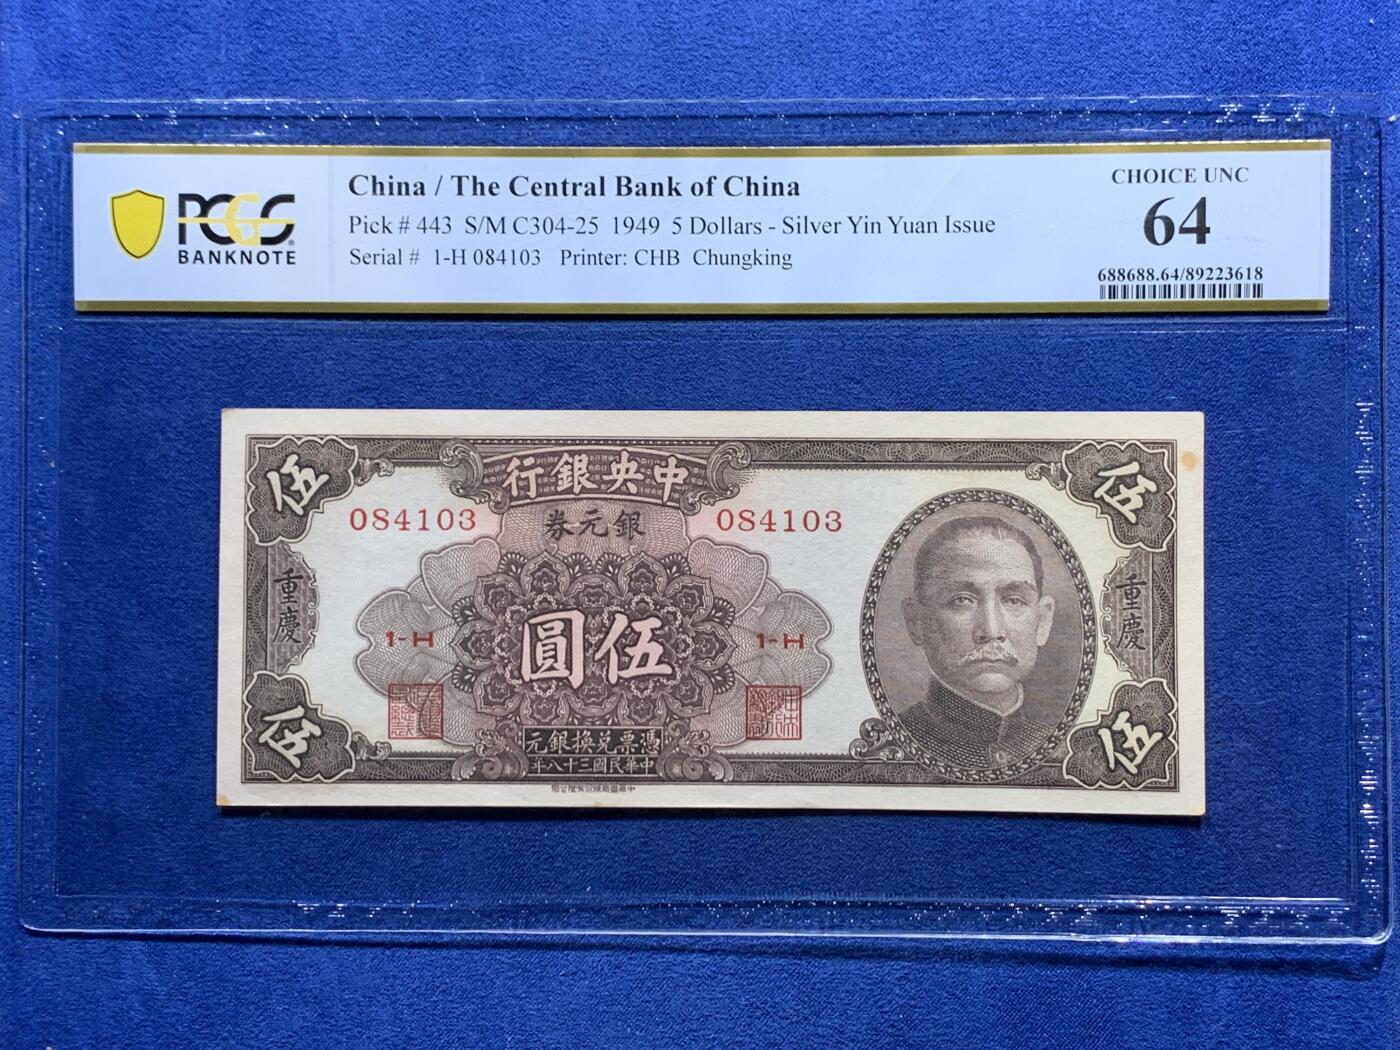 PCGS
BANKNOTE
China / The Central Bank of China
Pick # 443 S/M C304-25 1949 5 Dollars - Silver Yin Yuan Issue
Serial # 1-H 084103 Printer: CHB Chungking
CHOICE UNC
64
688688.64/89223618
行銀央中
券元銀
伍
伍
084103
084103
重慶
重慶
1-H
1-H
圓伍
伍
伍
元銀換兌票憑
年八十三國民華中